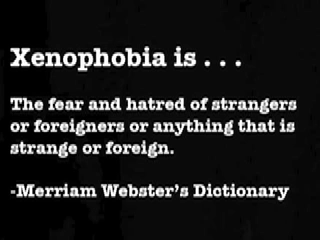 Xenophobia is . . .
The fear and hatred of strangers
or foreigners or anything that is
strange or foreign.
-Merriam Webster's Dictionary